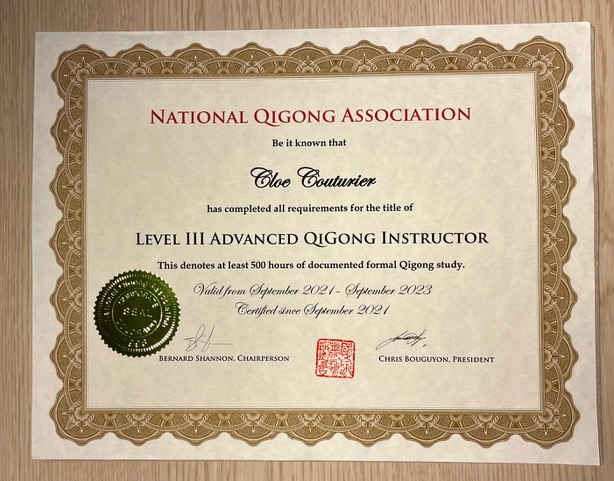 NATIONAL QIGONG ASSOCIATION
Be it known that
Cloe Couturier
has completed all requirements for the title of
LEVEL III ADVANCED QIGONG INSTRUCTOR
This denotes at least 500 hours of documented formal Qigong study.
Valid from September 2021 - September 2023
Certified since September 2021
SEAL
BERNARD SHANNON, CHAIRPERSON
CHRIS BOUGUYON, PRESIDENT